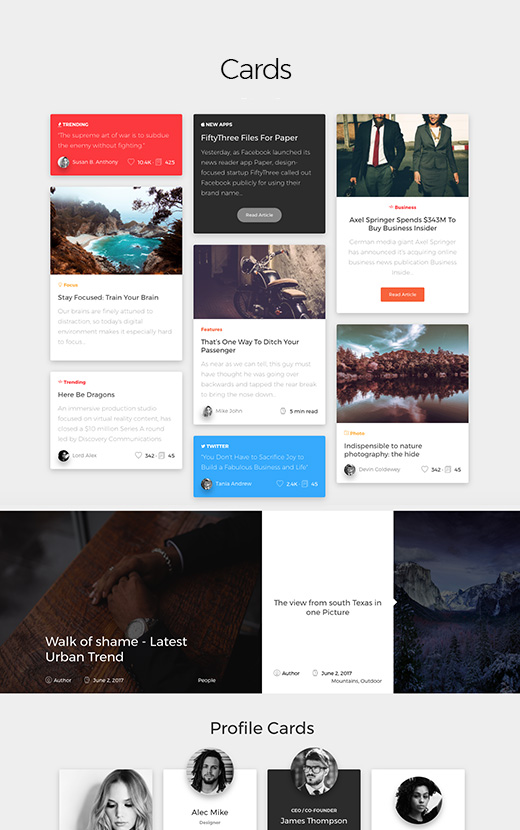 Cards
TRENDING
"The supreme art of war is to subdue
the enemy without fighting."
Susan B. Anthony
10.4K · 425
Focus
Stay Focused: Train Your Brain
Our brains are finely attuned to
distraction, so today's digital
environment makes it especially hard
to focus...
Trending
Here Be Dragons
An immersive production studio
focused on virtual reality content, has
closed a $10 million Series A round
led by Discovery Communications
Lord Alex
342 · 45
NEW APPS
FiftyThree Files For Paper
Yesterday, as Facebook launched its
news reader app Paper, design-
focused startup FiftyThree called out
Facebook publicly for using their
brand name...
Read Article
Features
That's One Way To Ditch Your
Passenger
As near as we can tell, this guy must
have thought he was going over
backwards and tapped the rear break
to bring the nose down...
Mike John
5 min read
TWITTER
"You Don't Have to Sacrifice Joy to
Build a Fabulous Business and Life"
Tania Andrew
2.4K · 45
Business
Axel Springer Spends $343M To
Buy Business Insider
German media giant Axel Springer
has announced it's acquiring online
business news publication Business
Inside...
Read Article
Photo
Indispensible to nature
photography: the hide
Devin Coldewey
342 · 45
Walk of shame - Latest
Urban Trend
Author
June 2, 2017
People
The view from south Texas in
one Picture
Author
June 2, 2017
Mountains, Outdoor
Profile Cards
Alec Mike
Designer
CEO / CO-FOUNDER
James Thompson